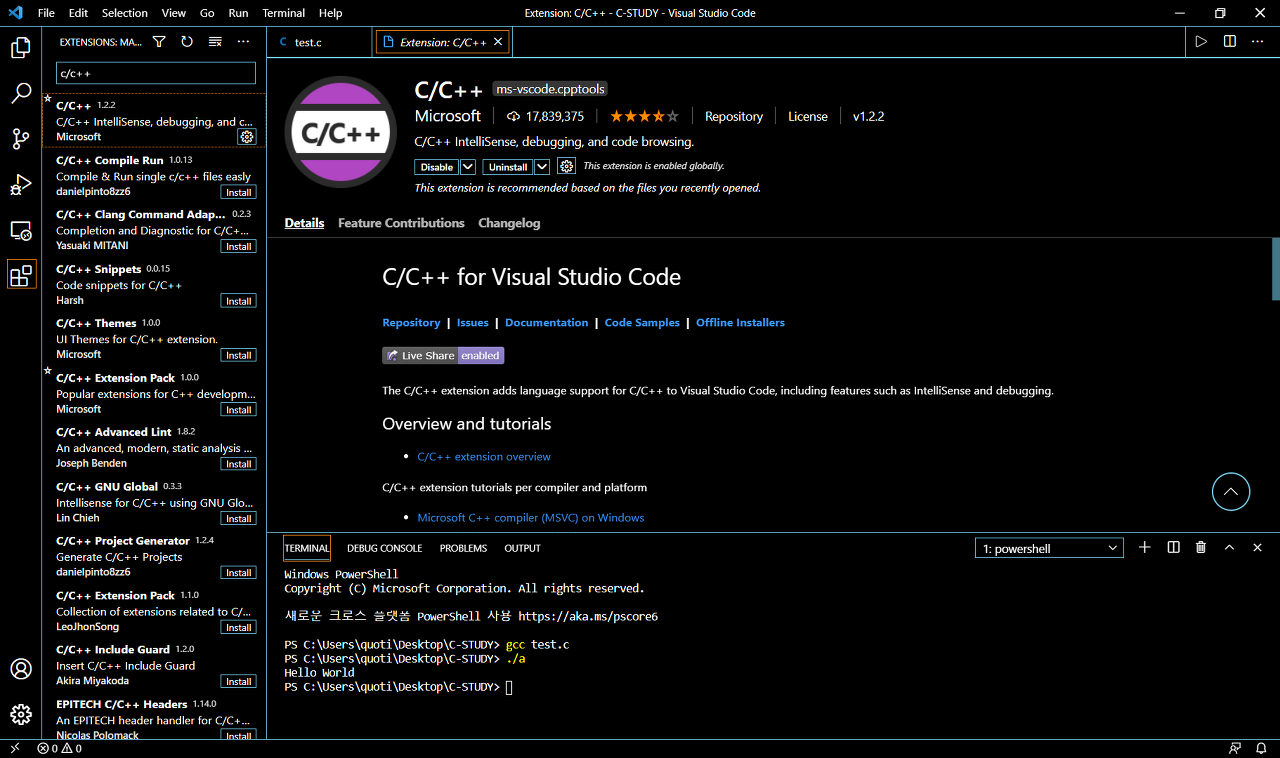 File Edit Selection View Go Run Terminal Help
Extension: C/C++ - C-STUDY - Visual Studio Code
EXTENSIONS: MA...
c/c++
C/C++ 1.2.2
C/C++ IntelliSense, debugging, and c...
Microsoft
C/C++ Compile Run 1.0.13
Compile & Run single c/c++ files easly
danielpinto8zz6
Install
C/C++ Clang Command Adap... 0.2.3
Completion and Diagnostic for C/C+...
Yasuaki MITANI
Install
C/C++ Snippets 0.0.15
Code snippets for C/C++
Harsh
Install
C/C++ Themes 1.0.0
UI Themes for C/C++ extension.
Microsoft
Install
C/C++ Extension Pack 1.0.0
Popular extensions for C++ developm...
Microsoft
Install
C/C++ Advanced Lint 1.8.2
An advanced, modern, static analysis ...
Joseph Benden
Install
C/C++ GNU Global 0.3.3
Intellisense for C/C++ using GNU Glo...
Lin Chieh
Install
C/C++ Project Generator 1.2.4
Generate C/C++ Projects
danielpinto8zz6
Install
C/C++ Extension Pack 1.1.0
Collection of extensions related to C/...
LeoJhonSong
Install
C/C++ Include Guard 1.2.0
Insert C/C++ Include Guard
Akira Miyakoda
Install
EPITECH C/C++ Headers 1.14.0
An EPITECH header handler for C/C+...
Nicolas Polomack
Install
C test.c
Extension: C/C++
C/C++
C/C++ ms-vscode.cpptools
Microsoft 17,839,375 Repository License v1.2.2
C/C++ IntelliSense, debugging, and code browsing.
Disable Uninstall This extension is enabled globally.
This extension is recommended based on the files you recently opened.
Details Feature Contributions Changelog
C/C++ for Visual Studio Code
Repository | Issues | Documentation | Code Samples | Offline Installers
Live Share enabled
The C/C++ extension adds language support for C/C++ to Visual Studio Code, including features such as IntelliSense and debugging.
Overview and tutorials
• C/C++ extension overview
C/C++ extension tutorials per compiler and platform
• Microsoft C++ compiler (MSVC) on Windows
TERMINAL DEBUG CONSOLE PROBLEMS OUTPUT
1: powershell
Windows PowerShell
Copyright (C) Microsoft Corporation. All rights reserved.
새로운 크로스 플랫폼 PowerShell 사용 https://aka.ms/pscore6
PS C:\Users\quoti\Desktop\C-STUDY> gcc test.c
PS C:\Users\quoti\Desktop\C-STUDY> ./a
Hello World
PS C:\Users\quoti\Desktop\C-STUDY>
0 0